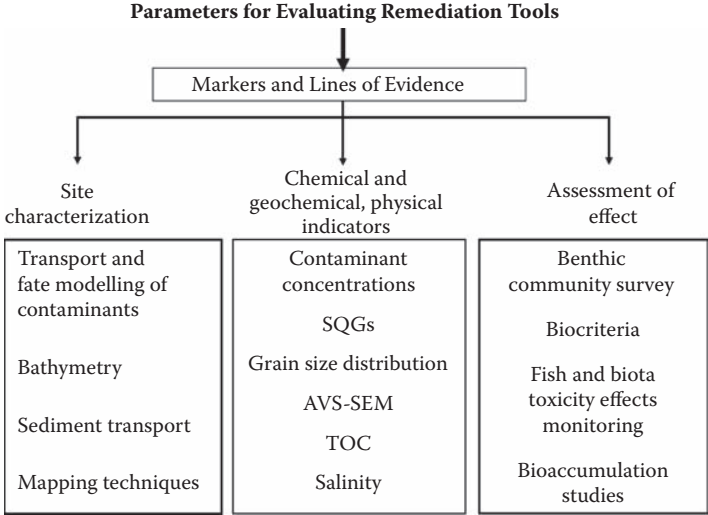 Parameters for Evaluating Remediation Tools
Markers and Lines of Evidence
Site
characterization
Transport and
fate modelling of
contaminants
Bathymetry
Sediment transport
Mapping techniques
Chemical and
geochemical, physical
indicators
Contaminant
concentrations
SQGs
Grain size distribution
AVS-SEM
TOC
Salinity
Assessment of
effect
Benthic
community survey
Biocriteria
Fish and biota
toxicity effects
monitoring
Bioaccumulation
studies